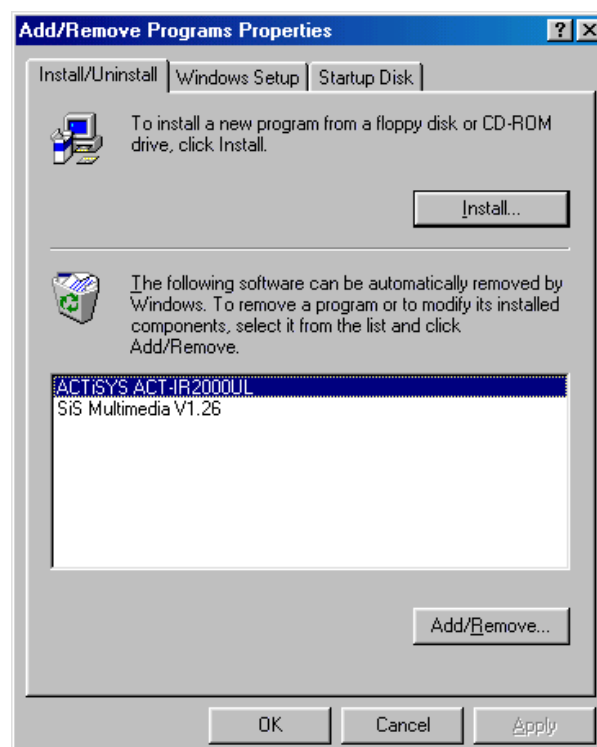 Add/Remove Programs Properties
Install/Uninstall Windows Setup Startup Disk
To install a new program from a floppy disk or CD-ROM
drive, click Install.
Install...
The following software can be automatically removed by
Windows. To remove a program or to modify its installed
components, select it from the list and click
Add/Remove.
ACTiSYS ACT-IR2000UL
SiS Multimedia V1.26
Add/Remove...
OK Cancel Apply